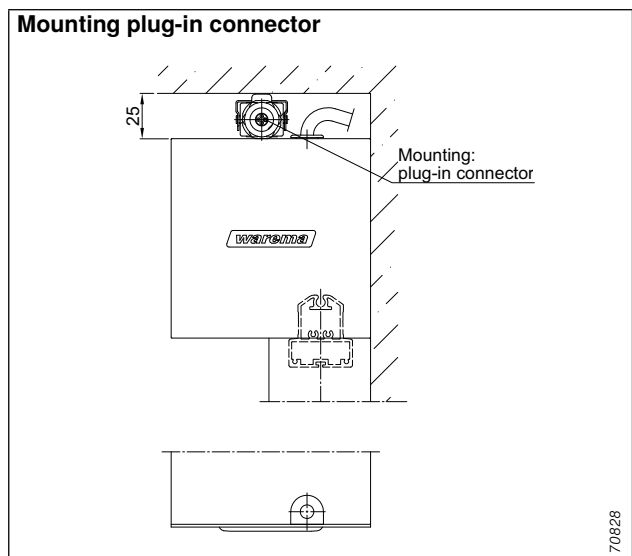 Mounting plug-in connector
25
Mounting:
plug-in connector
warema
70828